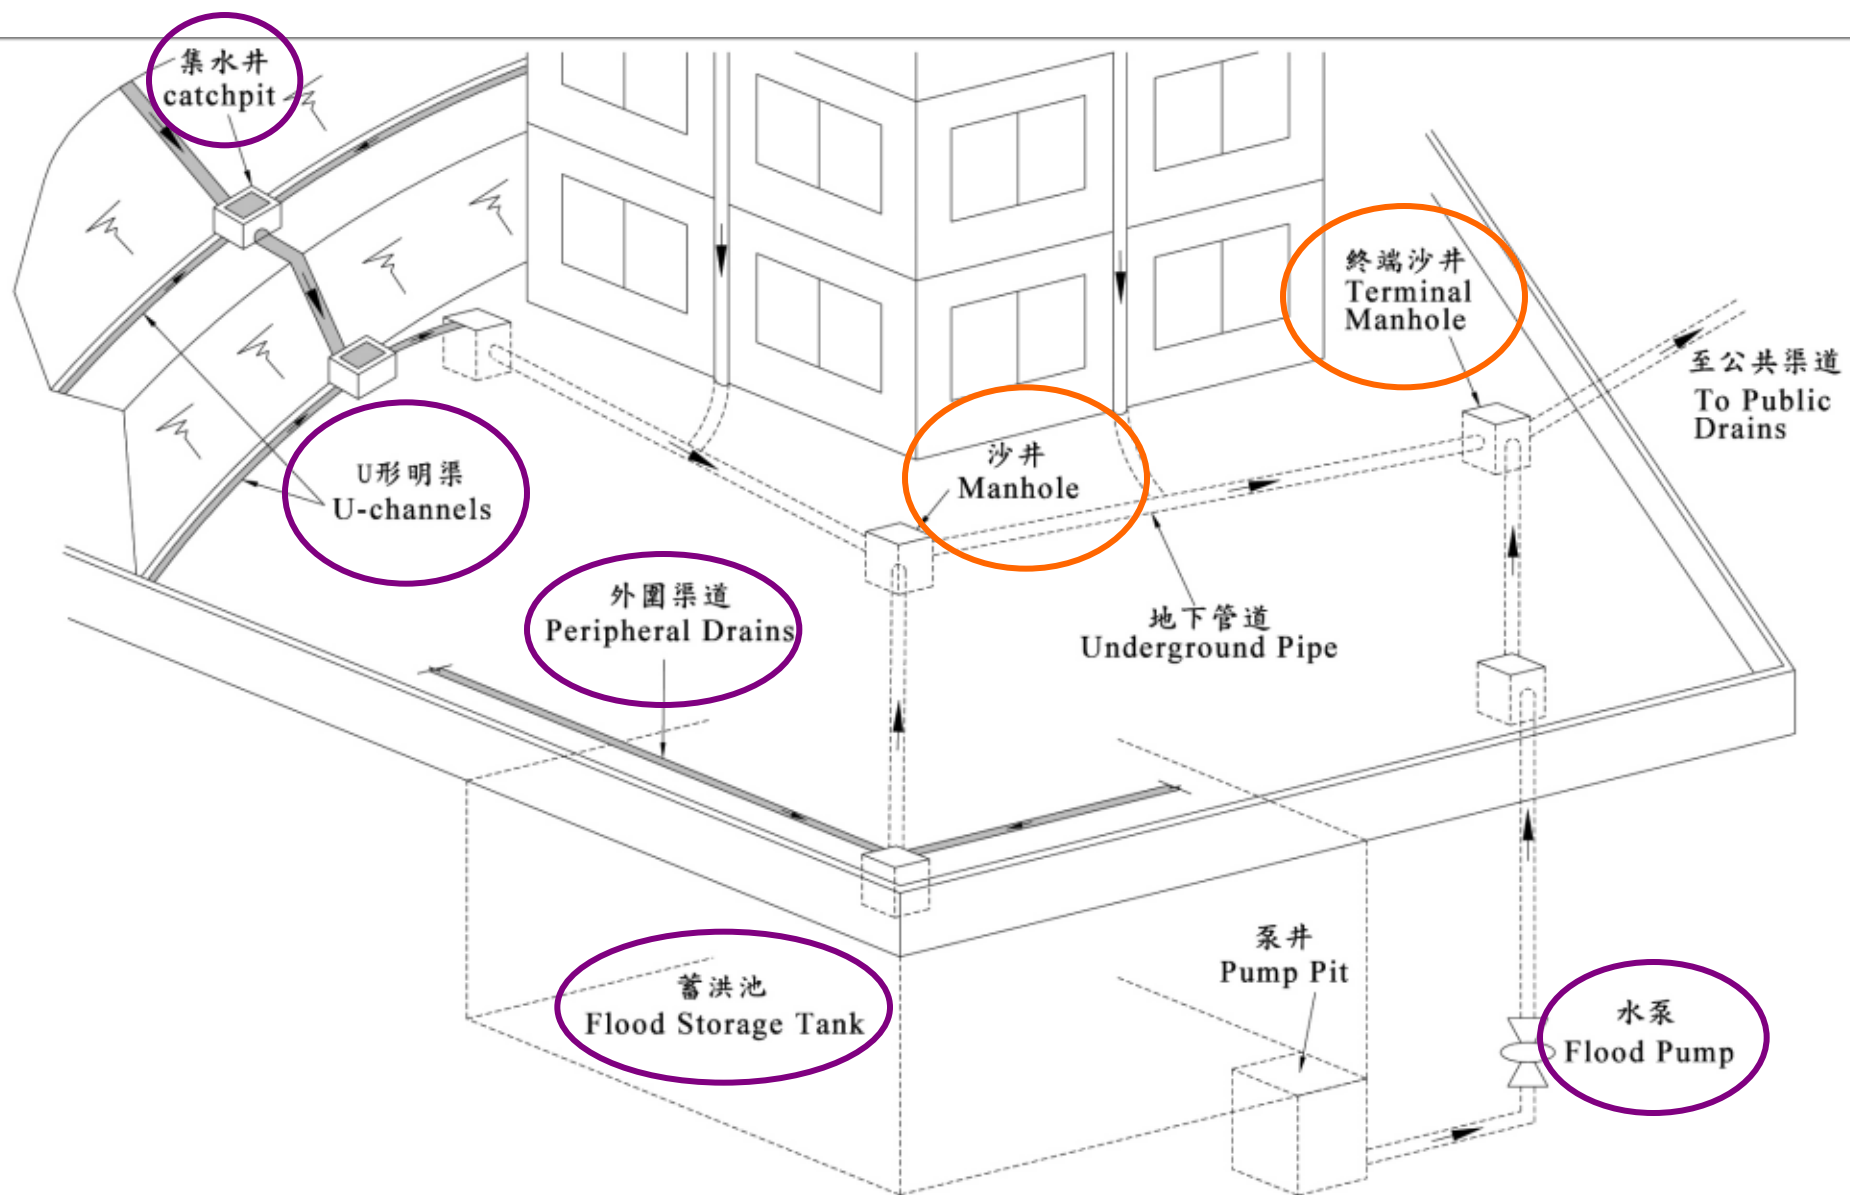 集水井
catchpit
終端沙井
Terminal
Manhole
至公共渠道
To Public
Drains
沙井
Manhole
U形明渠
U-channels
外圍渠道
Peripheral Drains
地下管道
Underground Pipe
泵井
Pump Pit
蓄洪池
Flood Storage Tank
水泵
Flood Pump